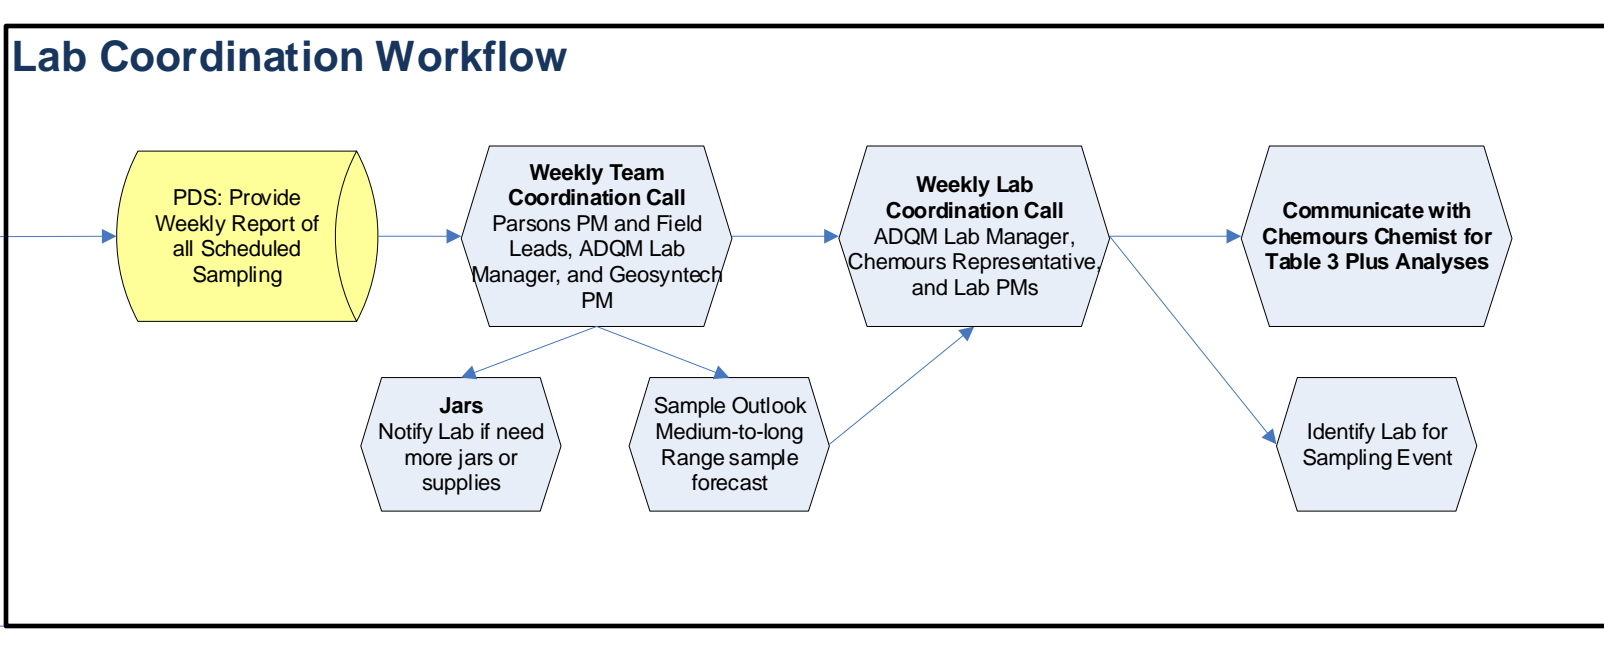 Lab Coordination Workflow
PDS: Provide
Weekly Report of
all Scheduled
Sampling
Weekly Team
Coordination Call
Parsons PM and Field
Leads, ADQM Lab
Manager, and Geosyntech
PM
Weekly Lab
Coordination Call
ADQM Lab Manager,
Chemours Representative,
and Lab PMs
Communicate with
Chemours Chemist for
Table 3 Plus Analyses
Jars
Notify Lab if need
more jars or
supplies
Sample Outlook
Medium-to-long
Range sample
forecast
Identify Lab for
Sampling Event